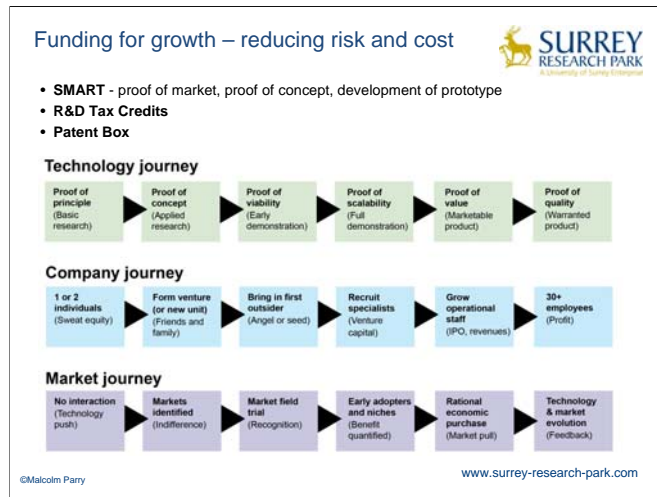 Funding for growth – reducing risk and cost
SURREY
RESEARCH PARK
A University of Surrey Enterprise
• SMART - proof of market, proof of concept, development of prototype
• R&D Tax Credits
• Patent Box
Technology journey
Proof of
principle
(Basic
research)
Proof of
concept
(Applied
research)
Proof of
viability
(Early
demonstration)
Proof of
scalability
(Full
demonstration)
Proof of
value
(Marketable
product)
Proof of
quality
(Warranted
product)
Company journey
1 or 2
individuals
(Sweat equity)
Form venture
(or new unit)
(Friends and
family)
Bring in first
outsider
(Angel or seed)
Recruit
specialists
(Venture
capital)
Grow
operational
staff
(IPO, revenues)
30+
employees
(Profit)
Market journey
No interaction
(Technology
push)
Markets
identified
(Indifference)
Market field
trial
(Recognition)
Early adopters
and niches
(Benefit
quantified)
Rational
economic
purchase
(Market pull)
Technology
& market
evolution
(Feedback)
©Malcolm Parry
www.surrey-research-park.com